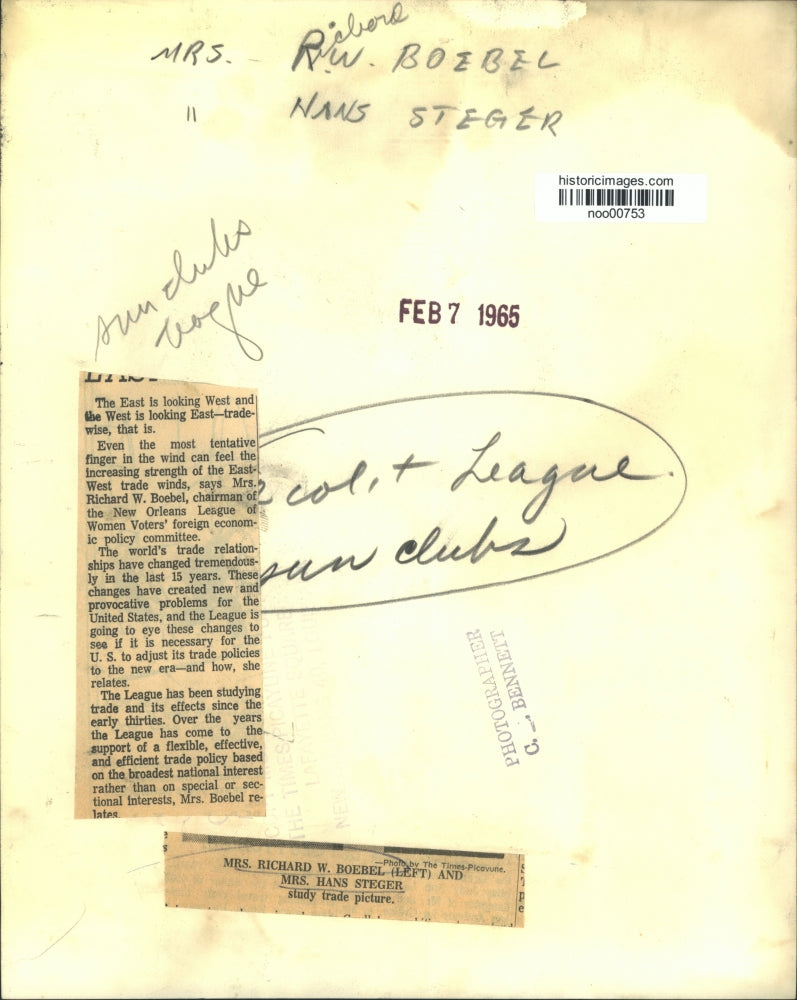 Richard
MRS. R.W. BOEBEL
" HANS STEGER
historicimages.com
noo00753
sun clubs
vogue
FEB 7 1965
The East is looking West and
the West is looking East—trade-
wise, that is.
Even the most tentative
finger in the wind can feel the
increasing strength of the East-
West trade winds, says Mrs.
Richard W. Boebel, chairman of
the New Orleans League of
Women Voters' foreign econom-
ic policy committee.
The world's trade relation-
ships have changed tremendous-
ly in the last 15 years. These
changes have created new and
provocative problems for the
United States, and the League is
going to eye these changes to
see if it is necessary for the
U. S. to adjust its trade policies
to the new era—and how, she
relates.
The League has been studying
trade and its effects since the
early thirties. Over the years
the League has come to the
support of a flexible, effective,
and efficient trade policy based
on the broadest national interest
rather than on special or sec-
tional interests, Mrs. Boebel re-
lates.
2 col. + League.
sun clubs
PHOTOGRAPHER
C. J. BENNETT
THE TIMES-PICAYUNE
LAFAYETTE
NEW
—Photo by The Times-Picayune.
MRS. RICHARD W. BOEBEL (LEFT) AND
MRS. HANS STEGER
study trade picture.